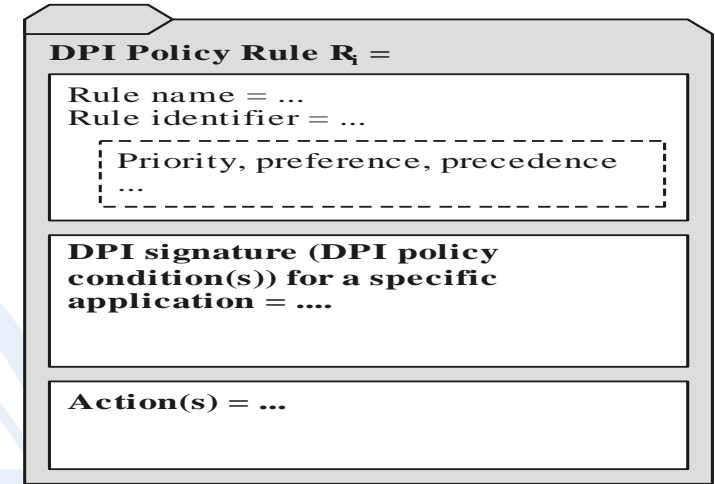 DPI Policy Rule Rᵢ =
Rule name = ...
Rule identifier = ...
Priority, preference, precedence
...
DPI signature (DPI policy
condition(s)) for a specific
application = ....
Action(s) = ...